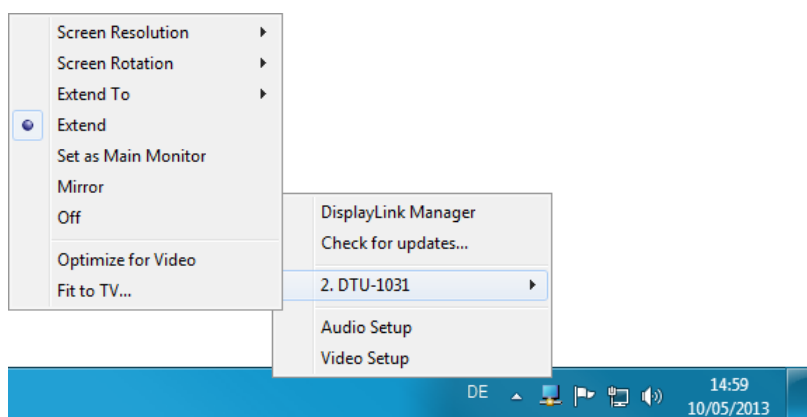 Screen Resolution
Screen Rotation
Extend To
Extend
Set as Main Monitor
Mirror
Off
Optimize for Video
Fit to TV...
DisplayLink Manager
Check for updates...
2. DTU-1031
Audio Setup
Video Setup
DE
14:59
10/05/2013